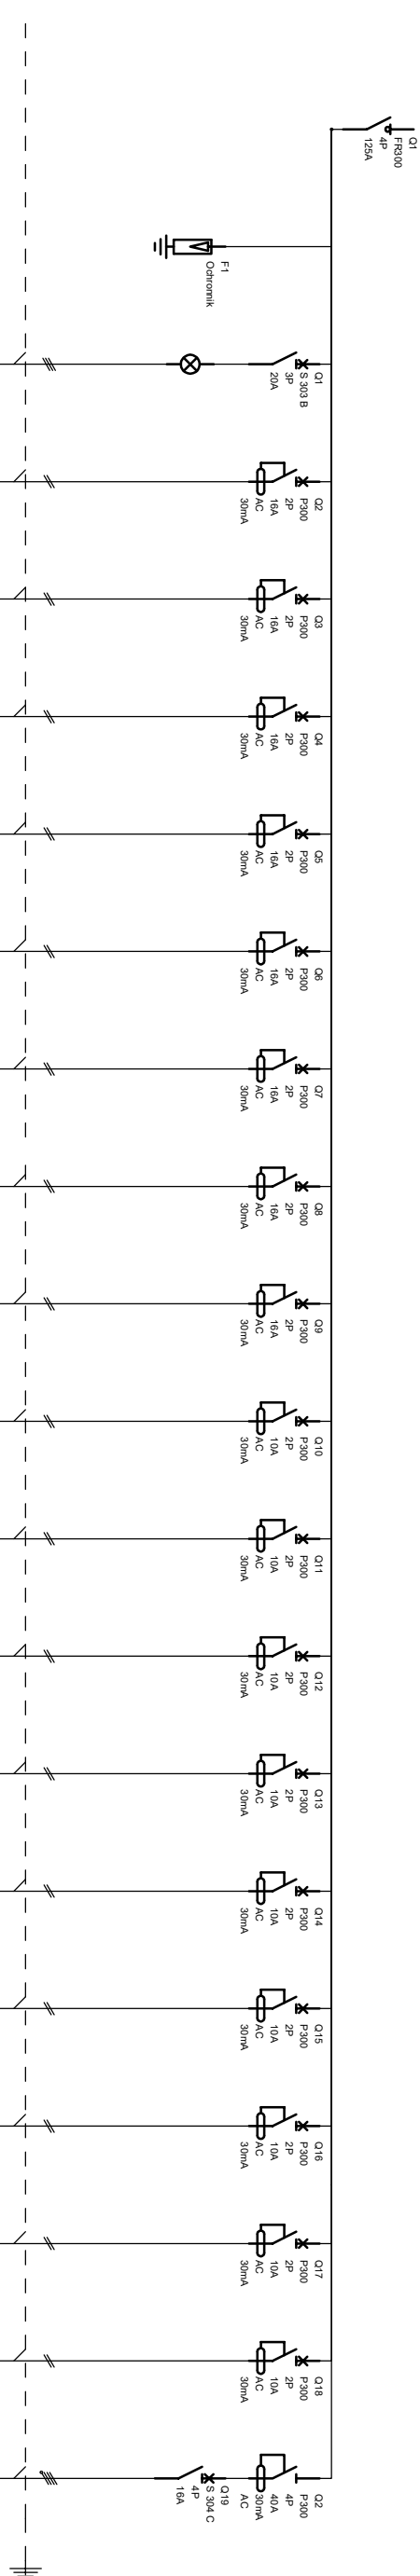 Q1
FR300
4P
125A
F1
Ochronnik
Q1
S 303 B
3P
20A
Q2
P300
2P
16A
AC
30mA
Q3
P300
2P
16A
AC
30mA
Q4
P300
2P
16A
AC
30mA
Q5
P300
2P
16A
AC
30mA
Q6
P300
2P
16A
AC
30mA
Q7
P300
2P
16A
AC
30mA
Q8
P300
2P
16A
AC
30mA
Q9
P300
2P
16A
AC
30mA
Q10
P300
2P
10A
AC
30mA
Q11
P300
2P
10A
AC
30mA
Q12
P300
2P
10A
AC
30mA
Q13
P300
2P
10A
AC
30mA
Q14
P300
2P
10A
AC
30mA
Q15
P300
2P
10A
AC
30mA
Q16
P300
2P
10A
AC
30mA
Q17
P300
2P
10A
AC
30mA
Q18
P300
2P
10A
AC
30mA
Q2
P300
4P
40A
30mA
AC
Q19
S 304 C
4P
16A